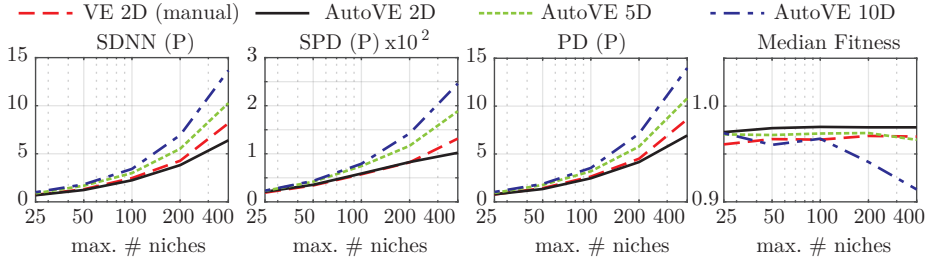 VE 2D (manual) AutoVE 2D AutoVE 5D AutoVE 10D
SDNN (P) SPD (P) x10² PD (P) Median Fitness
15
10
5
0
25 50 100 200 400
max. # niches
3
2
1
0
25 50 100 200 400
max. # niches
15
10
5
0
25 50 100 200 400
max. # niches
1.0
0.9
25 50 100 200 400
max. # niches